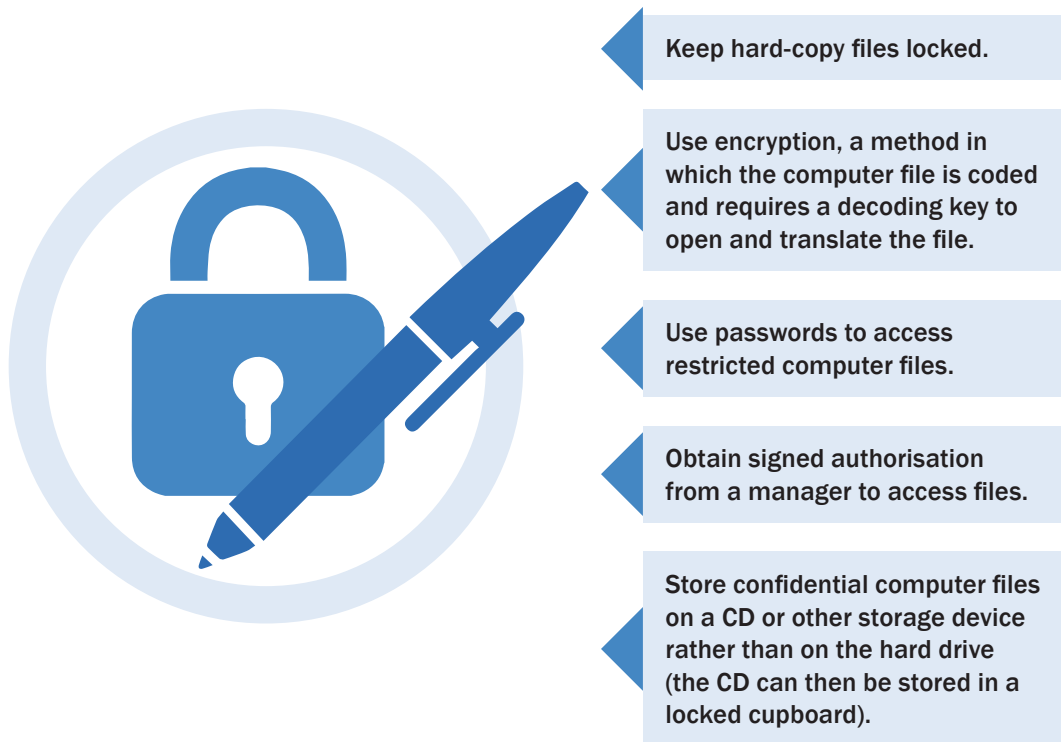 Keep hard-copy files locked.
Use encryption, a method in
which the computer file is coded
and requires a decoding key to
open and translate the file.
Use passwords to access
restricted computer files.
Obtain signed authorisation
from a manager to access files.
Store confidential computer files
on a CD or other storage device
rather than on the hard drive
(the CD can then be stored in a
locked cupboard).